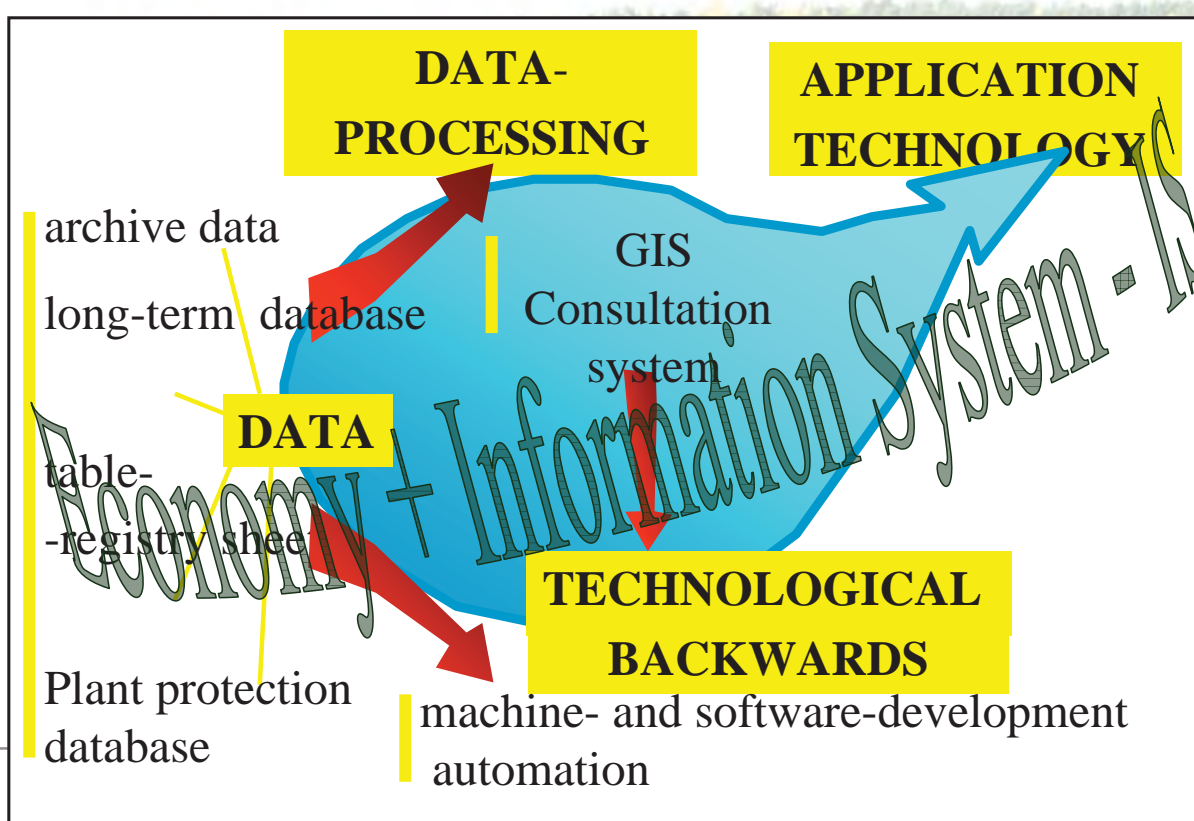 DATA-
PROCESSING
APPLICATION
TECHNOLOGY
archive data
long-term database
DATA
table-
-registry sheet
Plant protection
database
GIS
Consultation
system
TECHNOLOGICAL
BACKWARDS
machine- and software-development
automation
Economy + Information System - IS